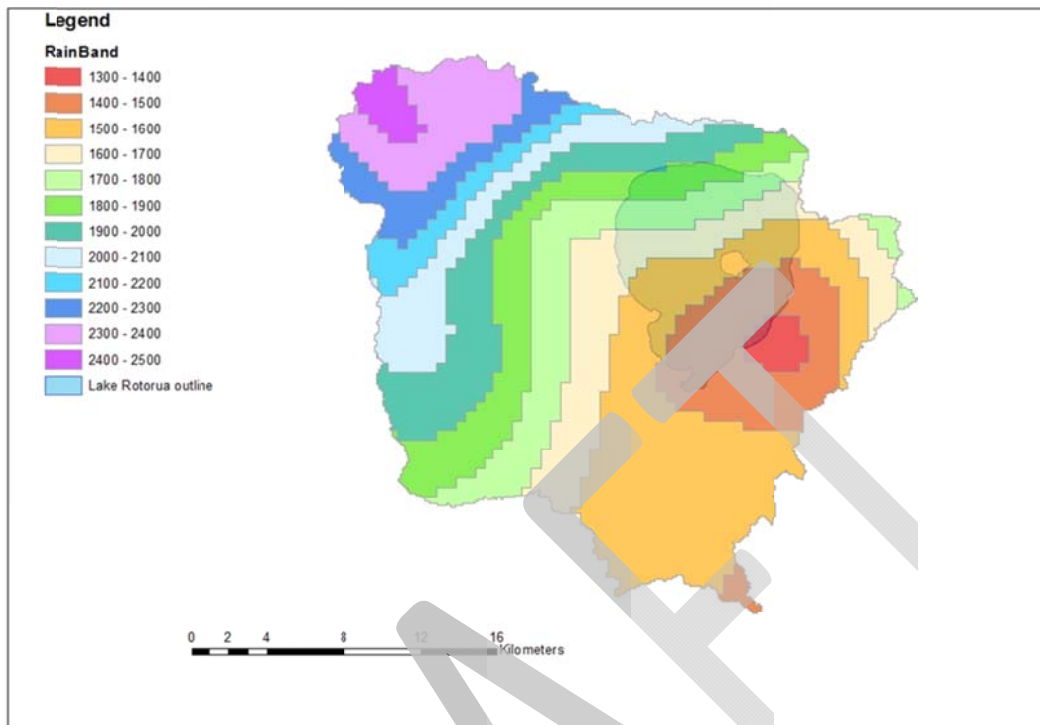 Legend
RainBand
1300 - 1400
1400 - 1500
1500 - 1600
1600 - 1700
1700 - 1800
1800 - 1900
1900 - 2000
2000 - 2100
2100 - 2200
2200 - 2300
2300 - 2400
2400 - 2500
Lake Rotorua outline
0 2 4 8 12 16
Kilometers